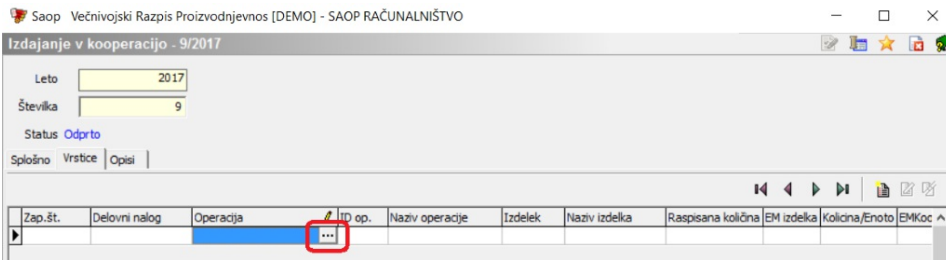 Saop Večnivojski Razpis Proizvodnjevnos [DEMO] - SAOP RAČUNALNIŠTVO
Izdajanje v kooperacijo - 9/2017
Leto 2017
Številka 9
Status Odprto
Splošno Vrstice Opisi
Zap.št. Delovni nalog Operacija ID op. Naziv operacije Izdelek Naziv izdelka Raspisana količina EM izdelka Kolicina/Enoto EMKoc
...